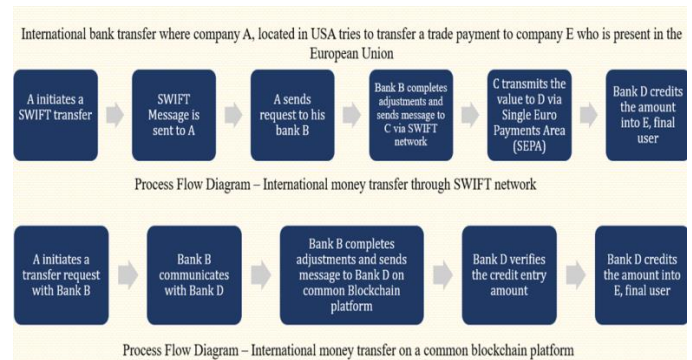 International bank transfer where company A, located in USA tries to transfer a trade payment to company E who is present in the
European Union
A initiates a
SWIFT transfer
SWIFT
Message is
sent to A
A sends
request to his
bank B
Bank B completes
adjustments and
sends message to
C via SWIFT
network
C transmits the
value to D via
Single Euro
Payments Area
(SEPA)
Bank D credits
the amount
into E, final
user
Process Flow Diagram – International money transfer through SWIFT network
A initiates a
transfer request
with Bank B
Bank B
communicates
with Bank D
Bank B completes
adjustments and sends
message to Bank D on
common Blockchain
platform
Bank D verifies
the credit entry
amount
Bank D credits
the amount into
E, final user
Process Flow Diagram – International money transfer on a common blockchain platform